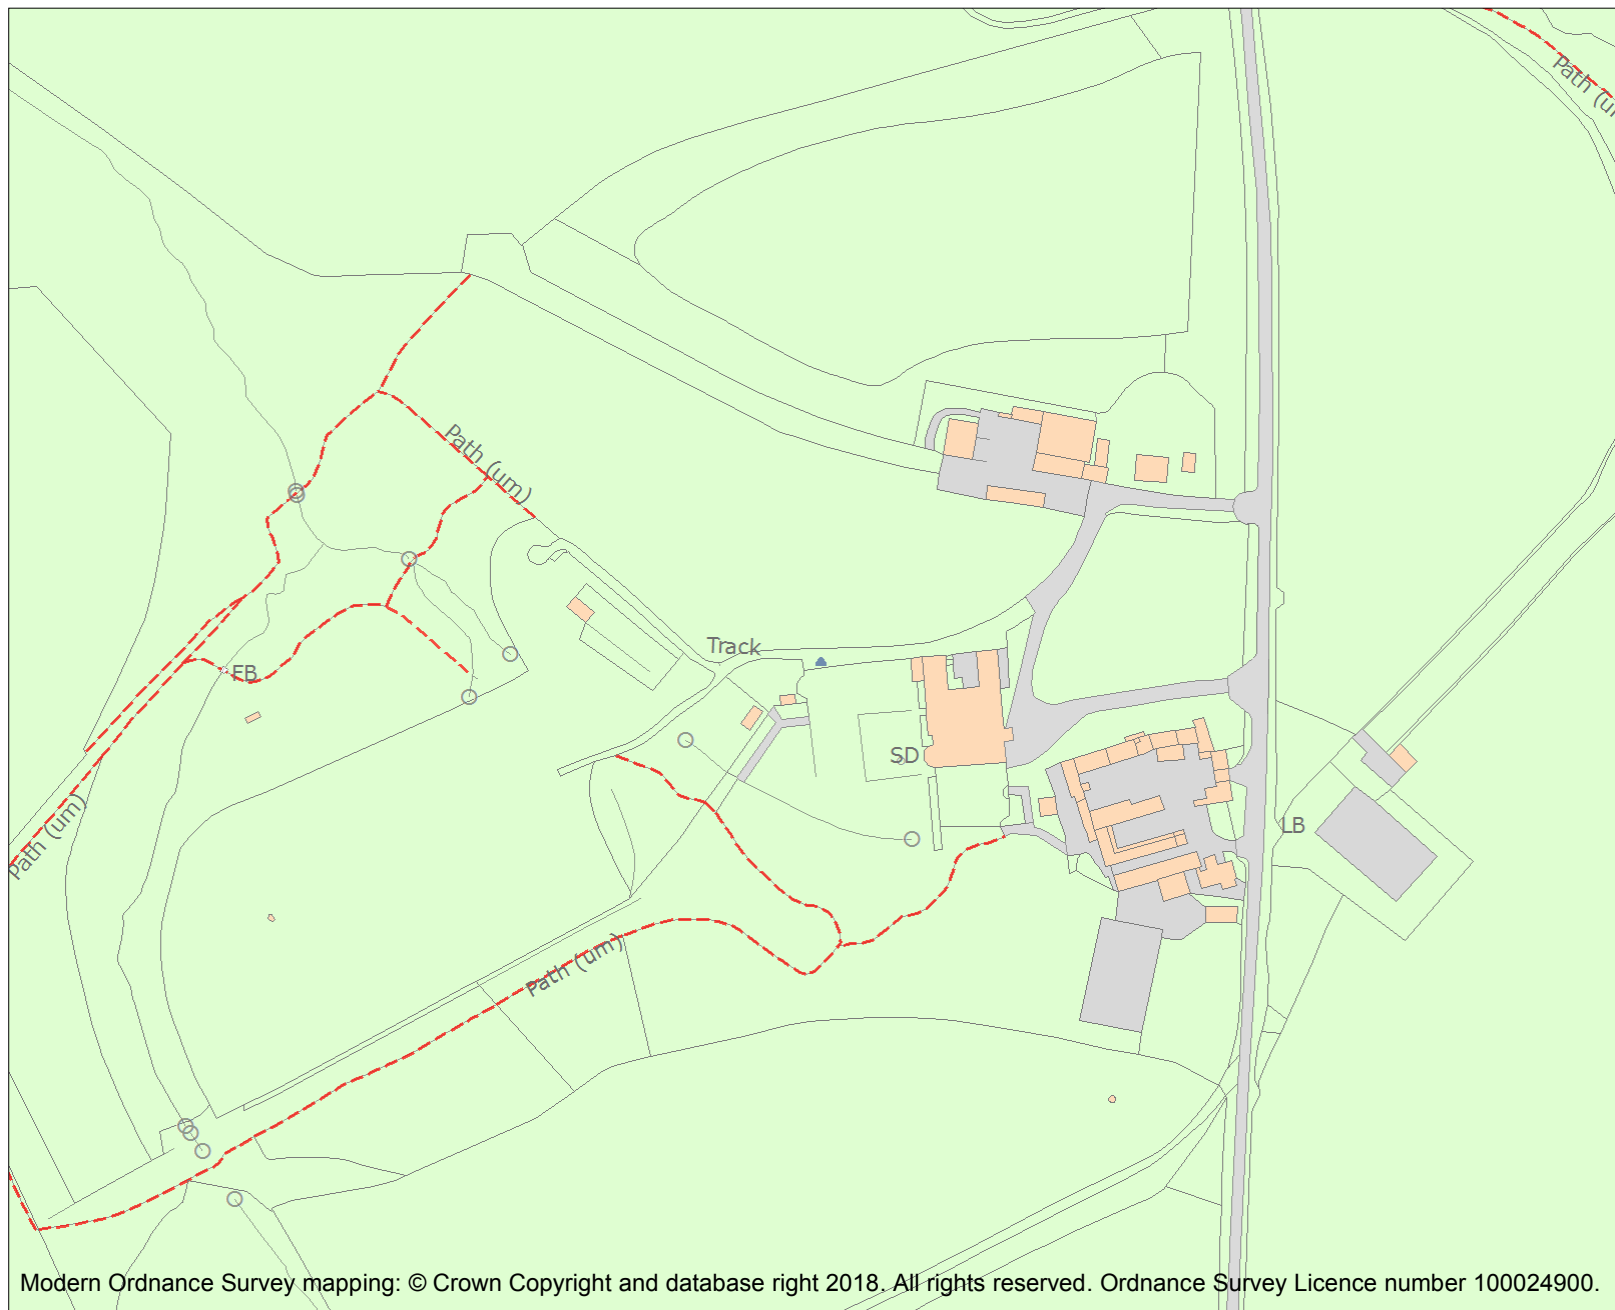 Path (um)
Path (um)
Track
FB
SD
LB
Path (um)
Path (um)
Modern Ordnance Survey mapping: © Crown Copyright and database right 2018. All rights reserved. Ordnance Survey Licence number 100024900.